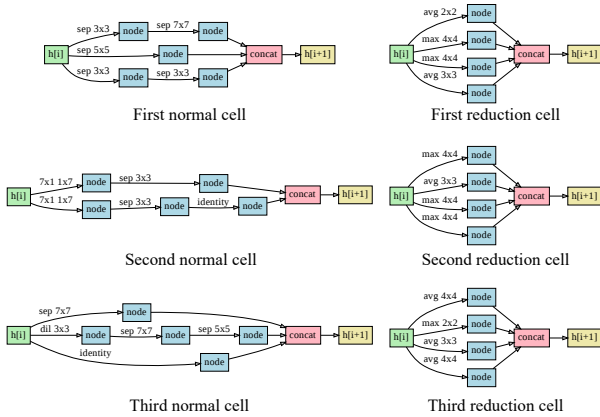 sep 3x3 node sep 7x7 node
h[i] sep 5x5 node concat h[i+1]
sep 3x3 node sep 3x3 node
First normal cell
avg 2x2 node
max 4x4 node
h[i] concat h[i+1]
max 4x4 node
avg 3x3 node
First reduction cell
7x1 1x7 node sep 3x3 node
h[i] concat h[i+1]
7x1 1x7 node sep 3x3 node identity node
Second normal cell
max 4x4 node
avg 3x3 node
h[i] concat h[i+1]
max 4x4 node
max 4x4 node
Second reduction cell
sep 7x7 node
h[i] dil 3x3 node sep 7x7 node sep 5x5 node concat h[i+1]
identity node
Third normal cell
avg 4x4 node
max 2x2 node
h[i] concat h[i+1]
avg 3x3 node
avg 4x4 node
Third reduction cell